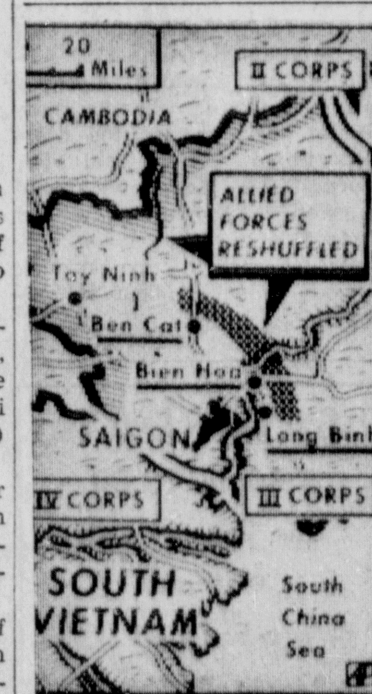 20
Miles
II CORPS
CAMBODIA
ALLIED
FORCES
RESHUFFLED
Tay Ninh
Ben Cat
Bien Hoa
SAIGON
Long Binh
IV CORPS
III CORPS
SOUTH
VIETNAM
South
China
Sea
AP